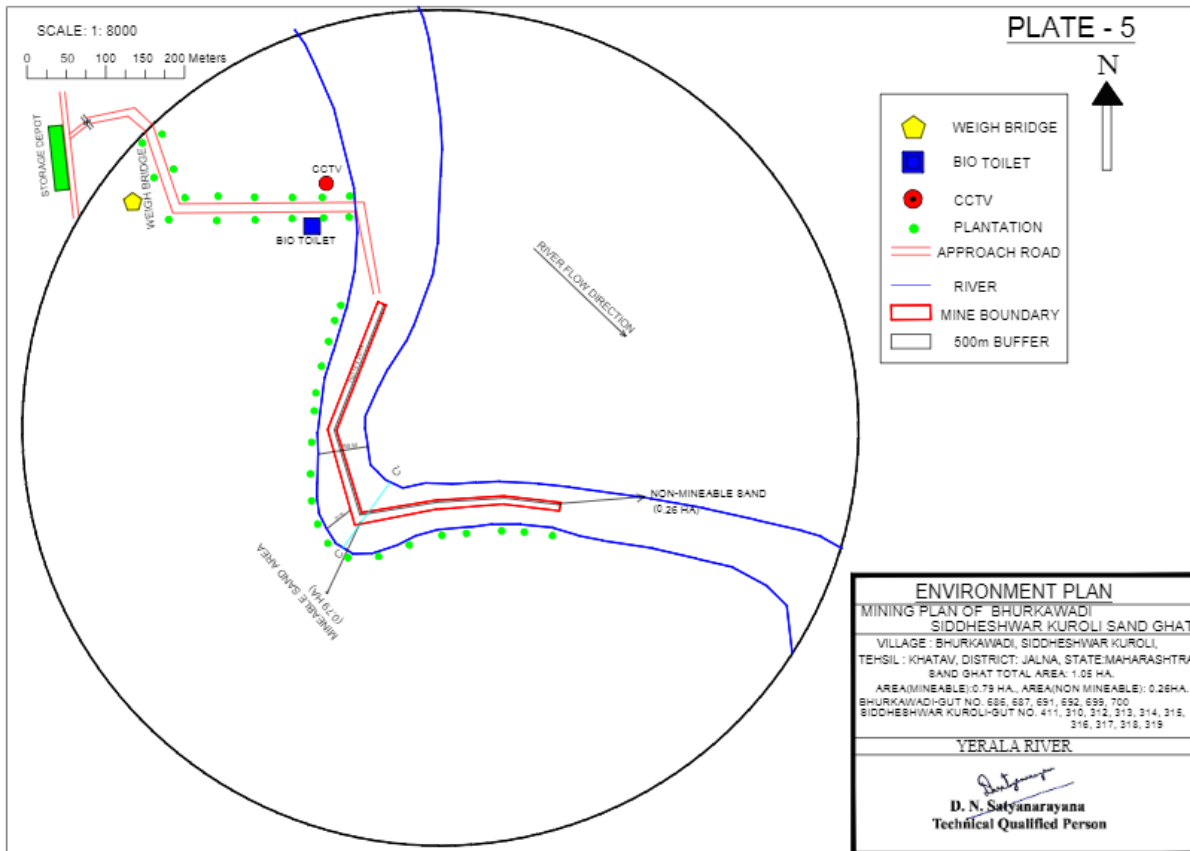 SCALE: 1: 8000
0 50 100 150 200 Meters
PLATE - 5
N
STORAGE DEPOT
WEIGH BRIDGE
CCTV
BIO TOILET
RIVER FLOW DIRECTION
WEIGH BRIDGE
BIO TOILET
CCTV
PLANTATION
APPROACH ROAD
RIVER
MINE BOUNDARY
500m BUFFER
NON-MINEABLE SAND
(0.26 HA)
MINEABLE SAND AREA
(0.79 HA)
ENVIRONMENT PLAN
MINING PLAN OF BHURKAWADI
SIDDHESHWAR KUROLI SAND GHAT
VILLAGE : BHURKAWADI, SIDDHESHWAR KUROLI,
TEHSIL : KHATAV, DISTRICT: JALNA, STATE:MAHARASHTRA
SAND GHAT TOTAL AREA: 1.05 HA.
AREA(MINEABLE):0.79 HA., AREA(NON MINEABLE): 0.26HA.
BHURKAWADI-GUT NO. 686, 687, 691, 692, 699, 700
SIDDHESHWAR KUROLI-GUT NO. 411, 310, 312, 313, 314, 315,
316, 317, 318, 319
YERALA RIVER
D. N. Satyanarayana
Technical Qualified Person